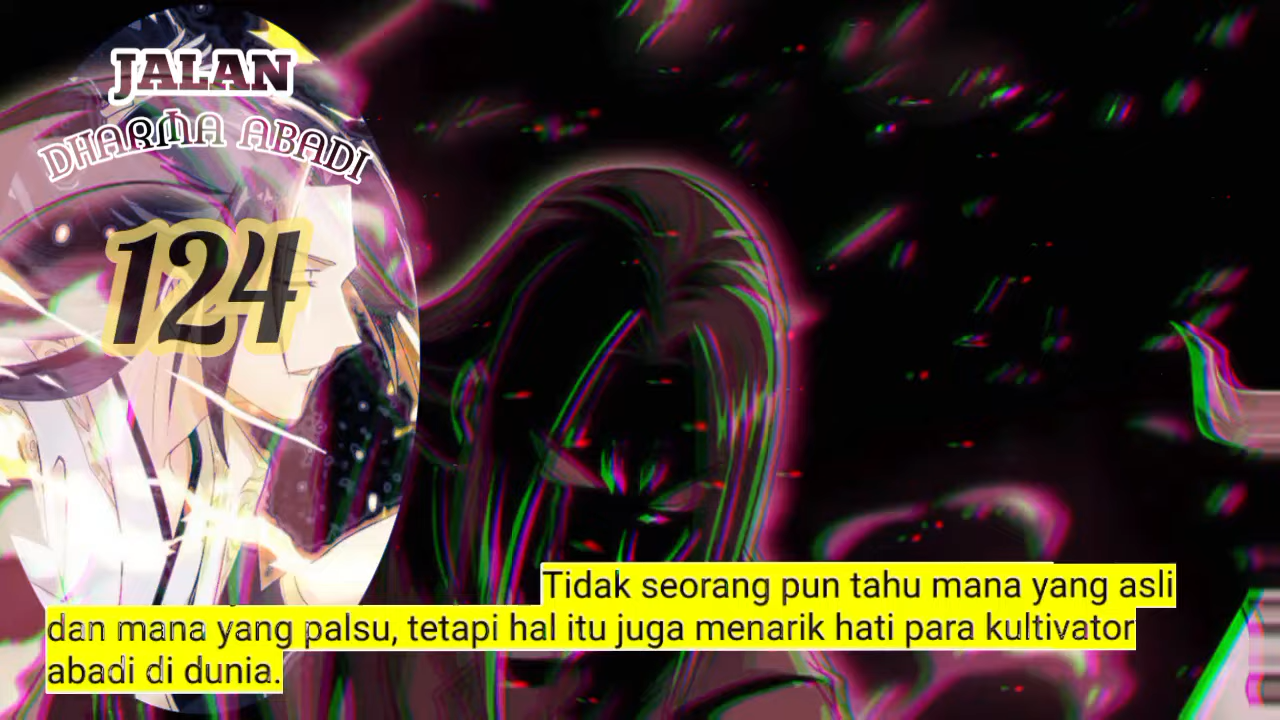 JALAN
DHARMA ABADI
124
Tidak seorang pun tahu mana yang asli
dan mana yang palsu, tetapi hal itu juga menarik hati para kultivator
abadi di dunia.